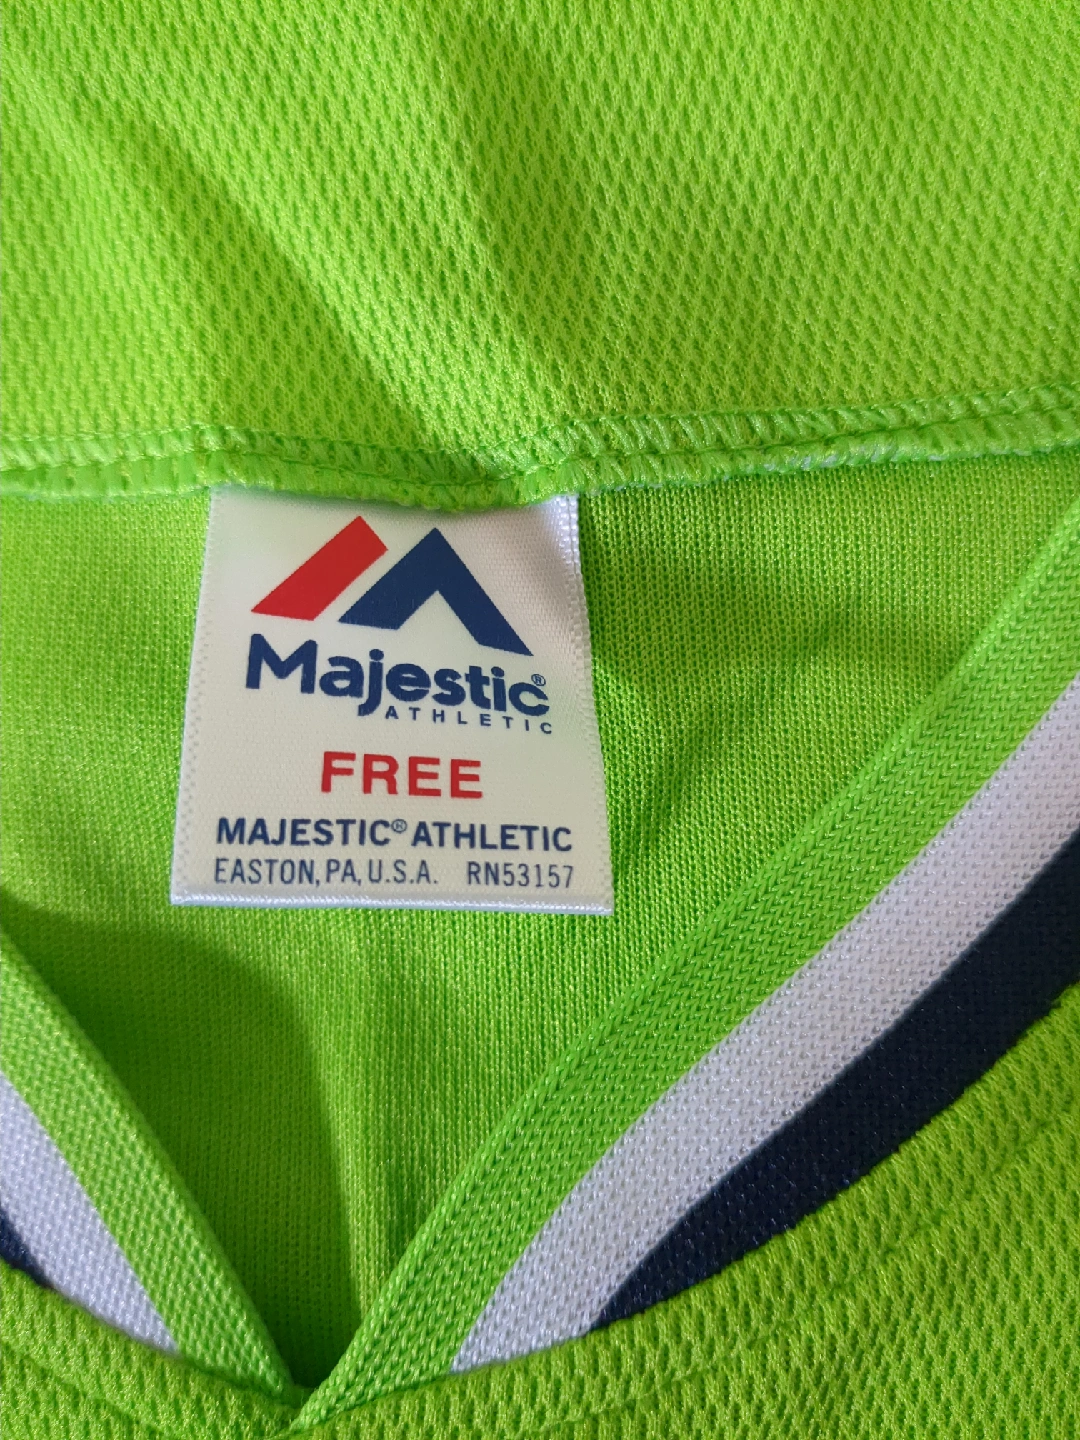 Majestic®
ATHLETIC
FREE
MAJESTIC® ATHLETIC
EASTON, PA, U.S.A. RN53157